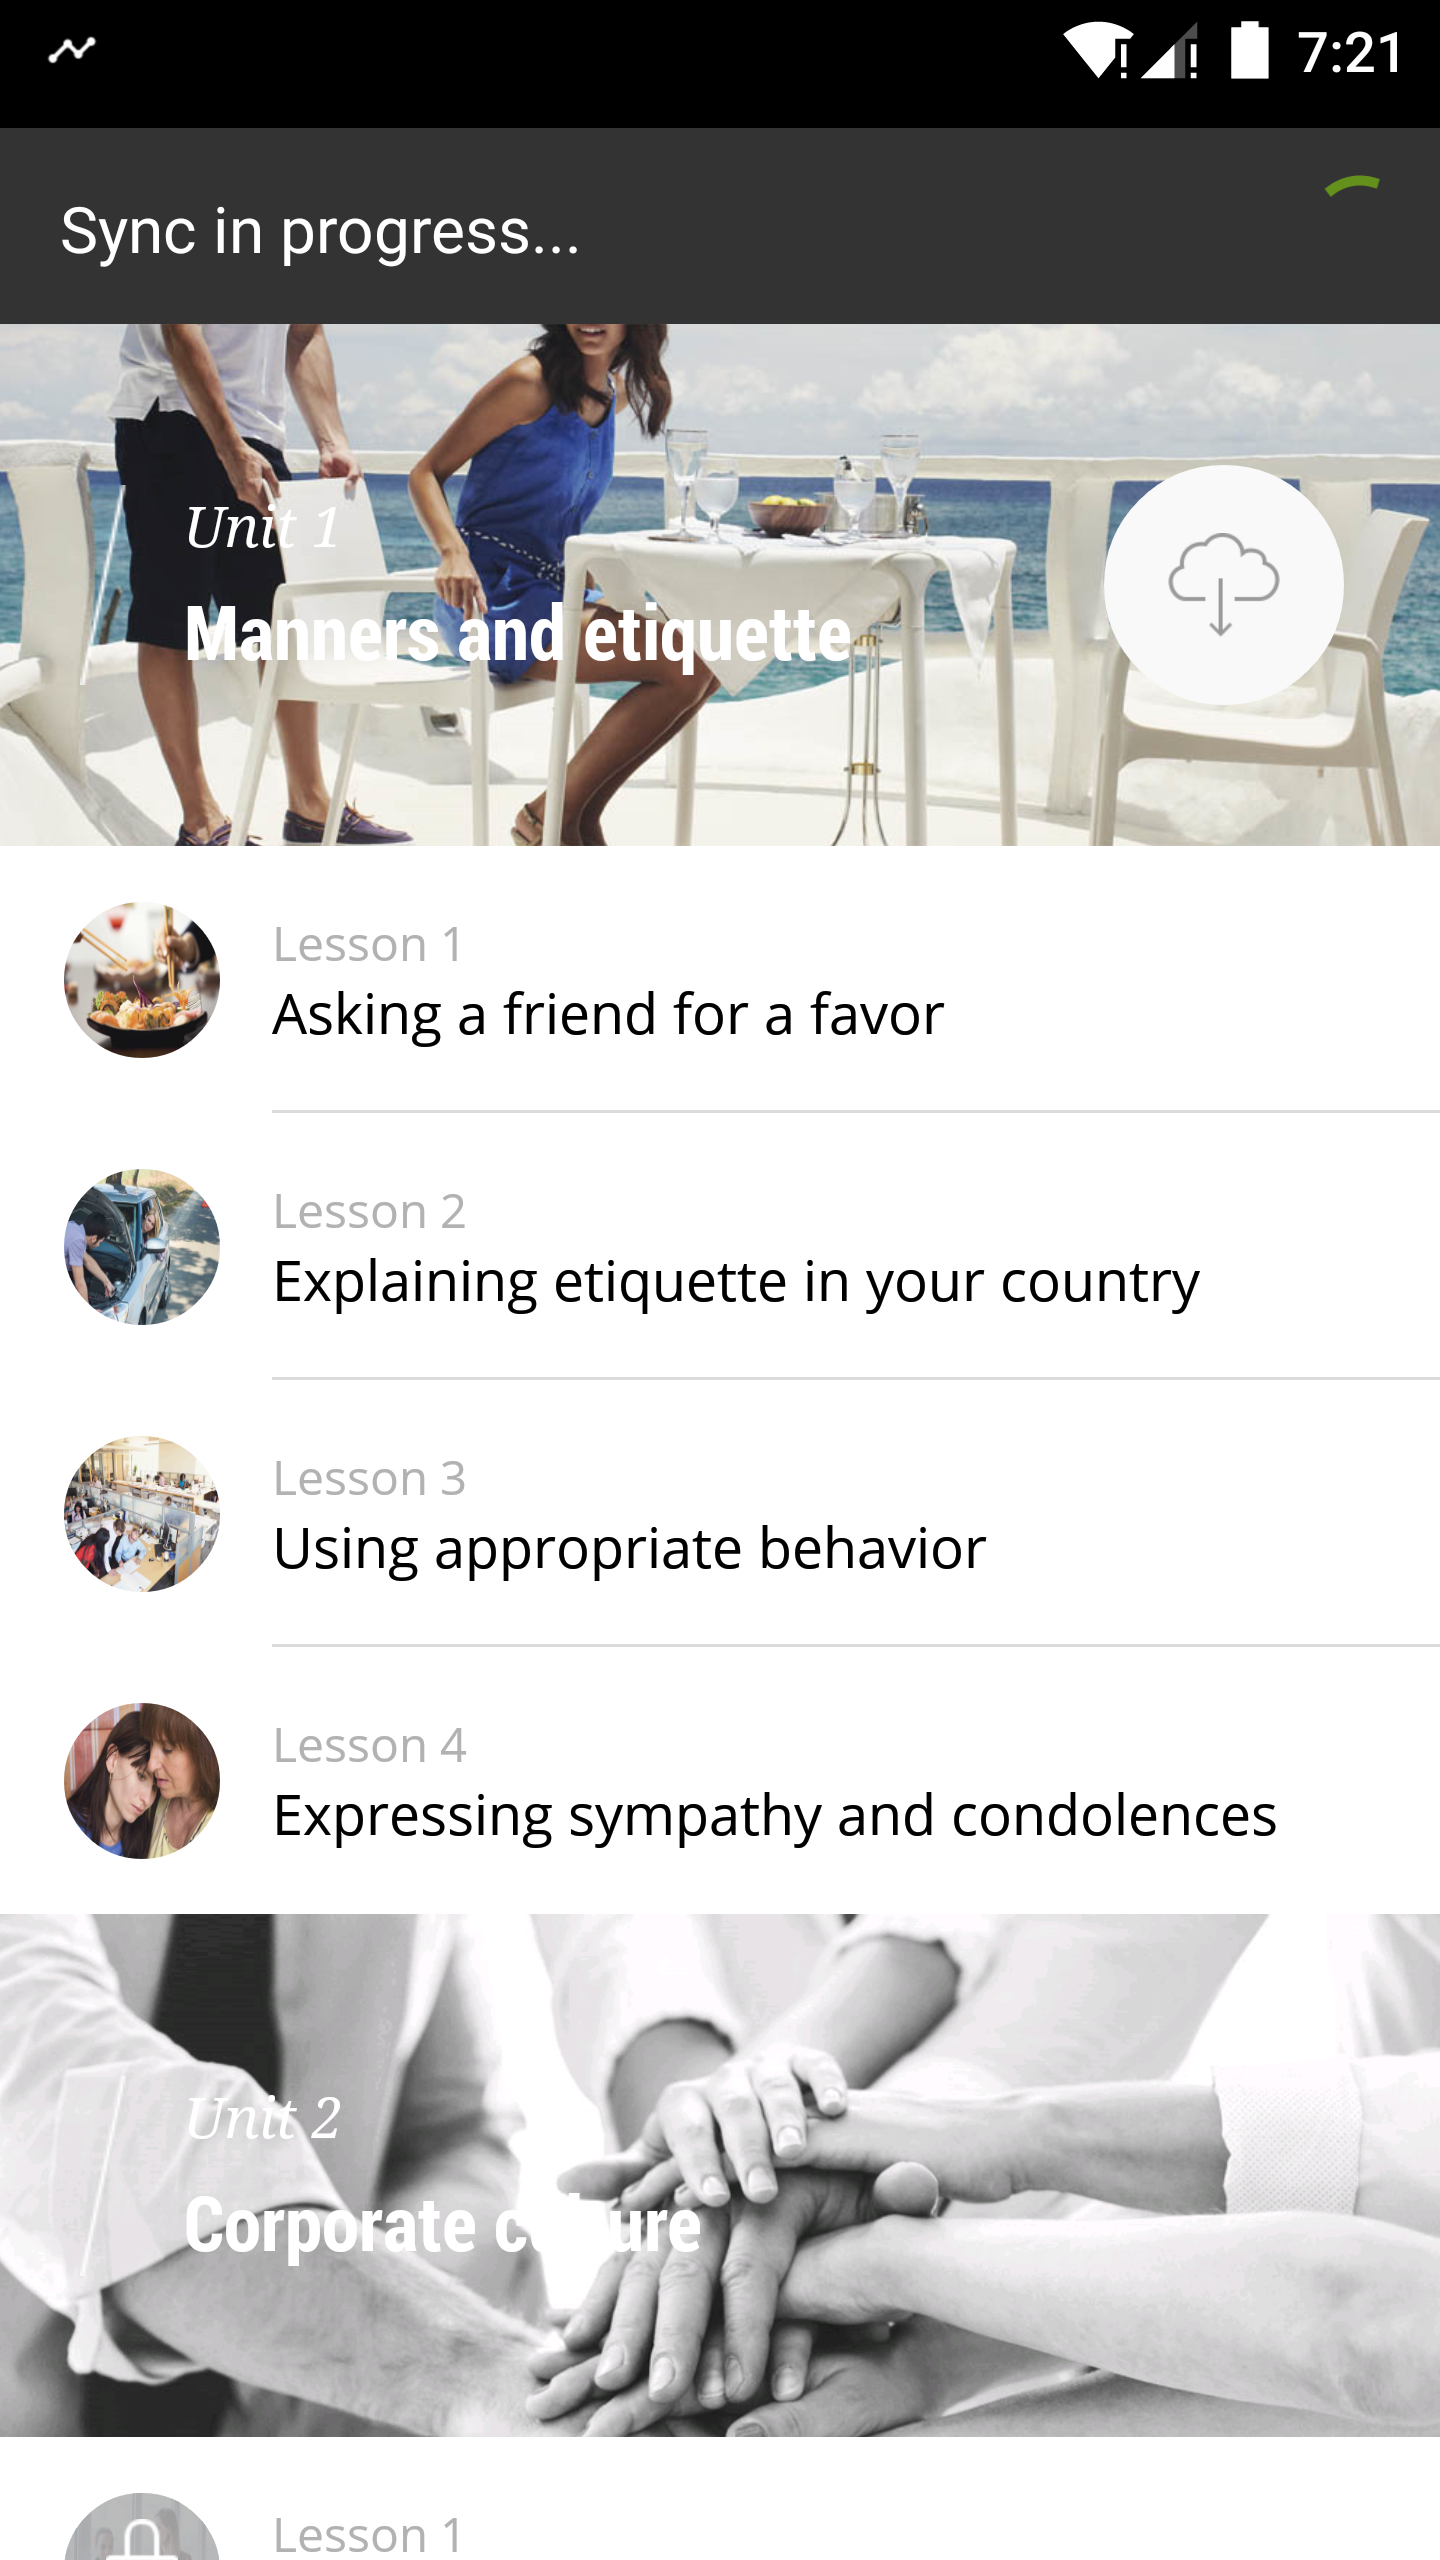 7:21
Sync in progress...
Unit 1
Manners and etiquette
Lesson 1
Asking a friend for a favor
Lesson 2
Explaining etiquette in your country
Lesson 3
Using appropriate behavior
Lesson 4
Expressing sympathy and condolences
Unit 2
Corporate culture
Lesson 1